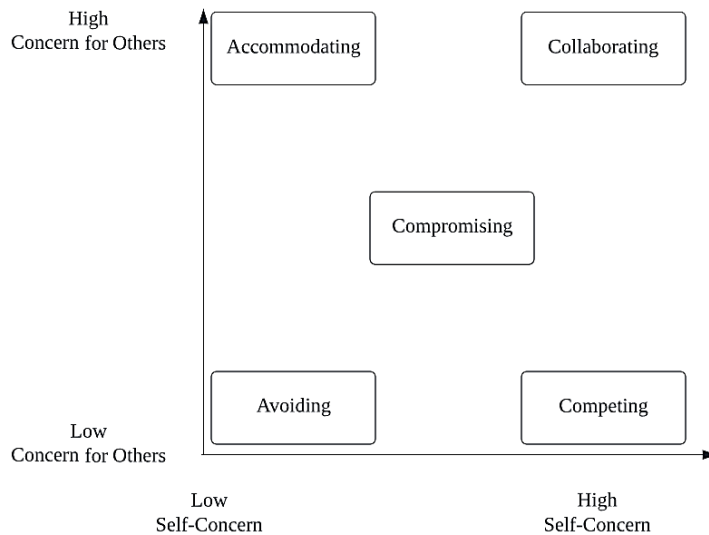 High
Concern for Others
Accommodating
Collaborating
Compromising
Avoiding
Competing
Low
Concern for Others
Low
Self-Concern
High
Self-Concern